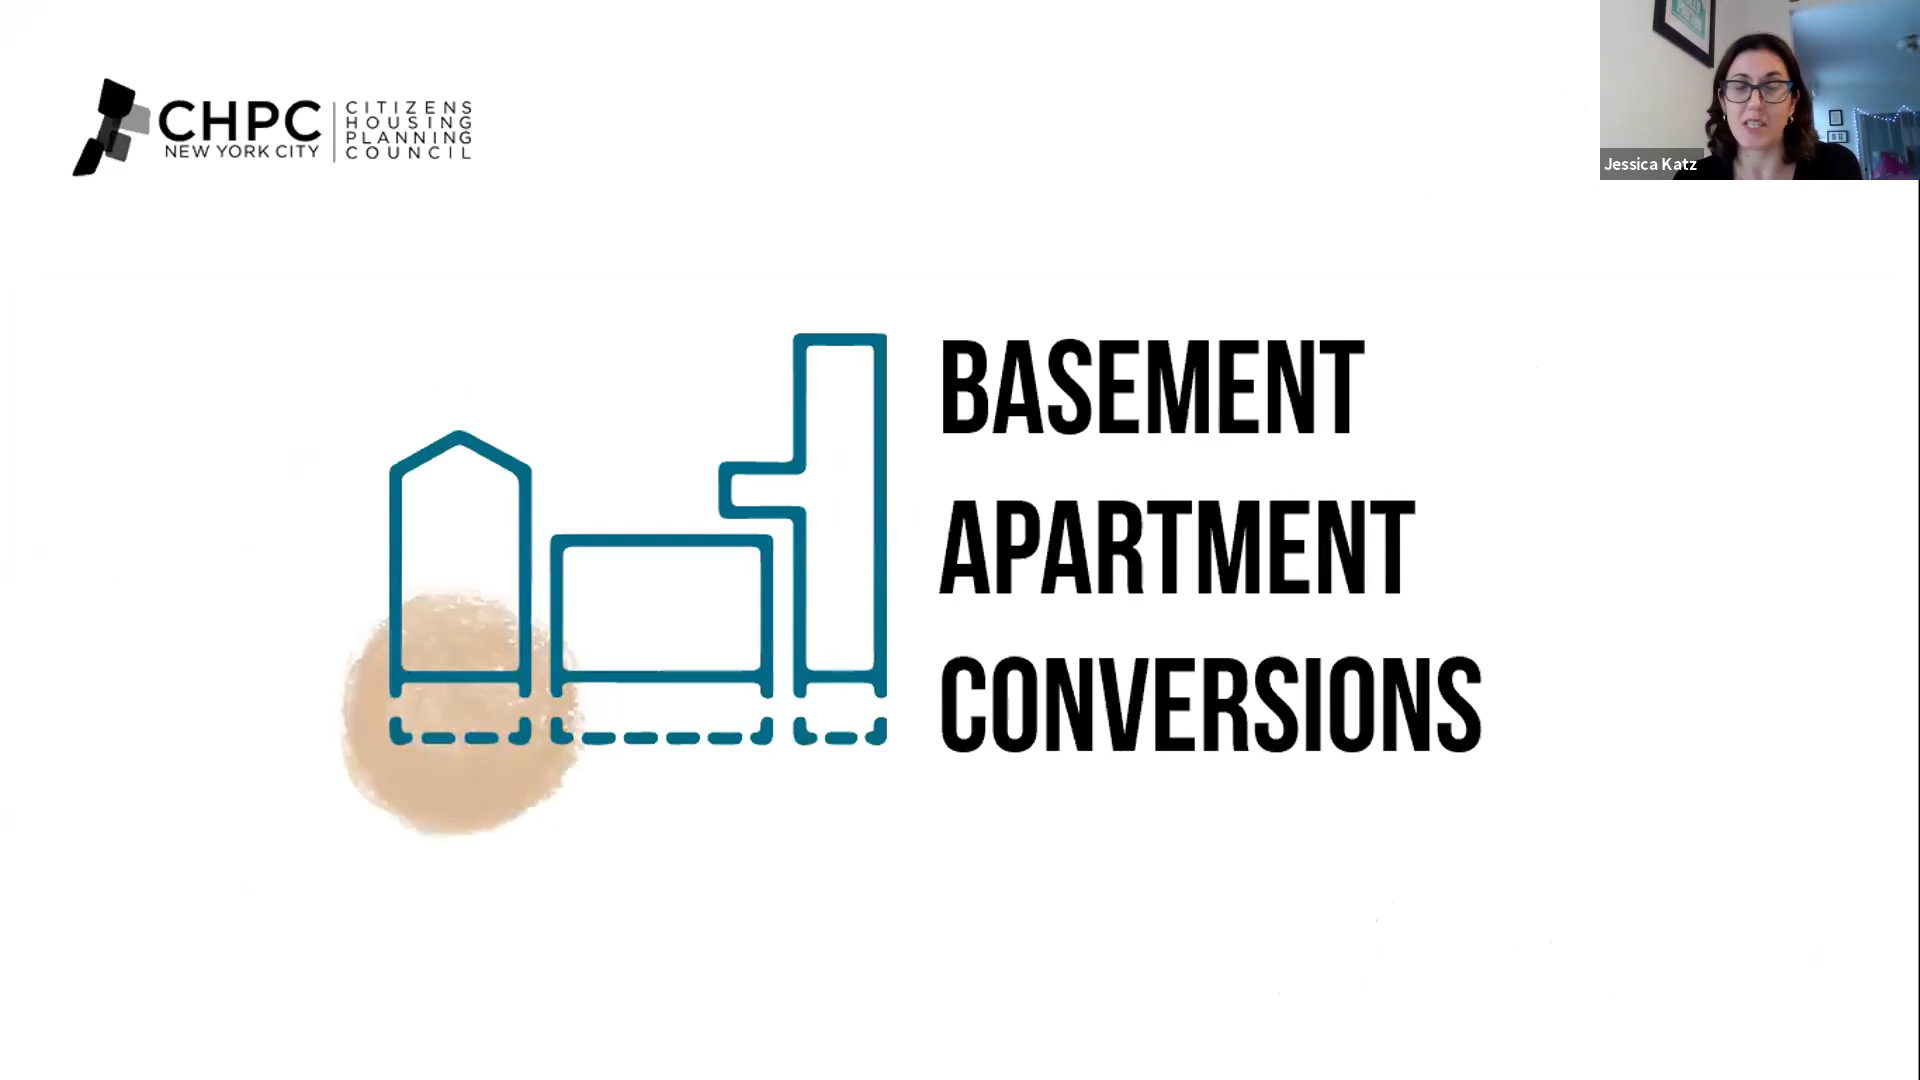 CHPC
NEW YORK CITY
CITIZENS
HOUSING
PLANNING
COUNCIL
Jessica Katz
BASEMENT
APARTMENT
CONVERSIONS